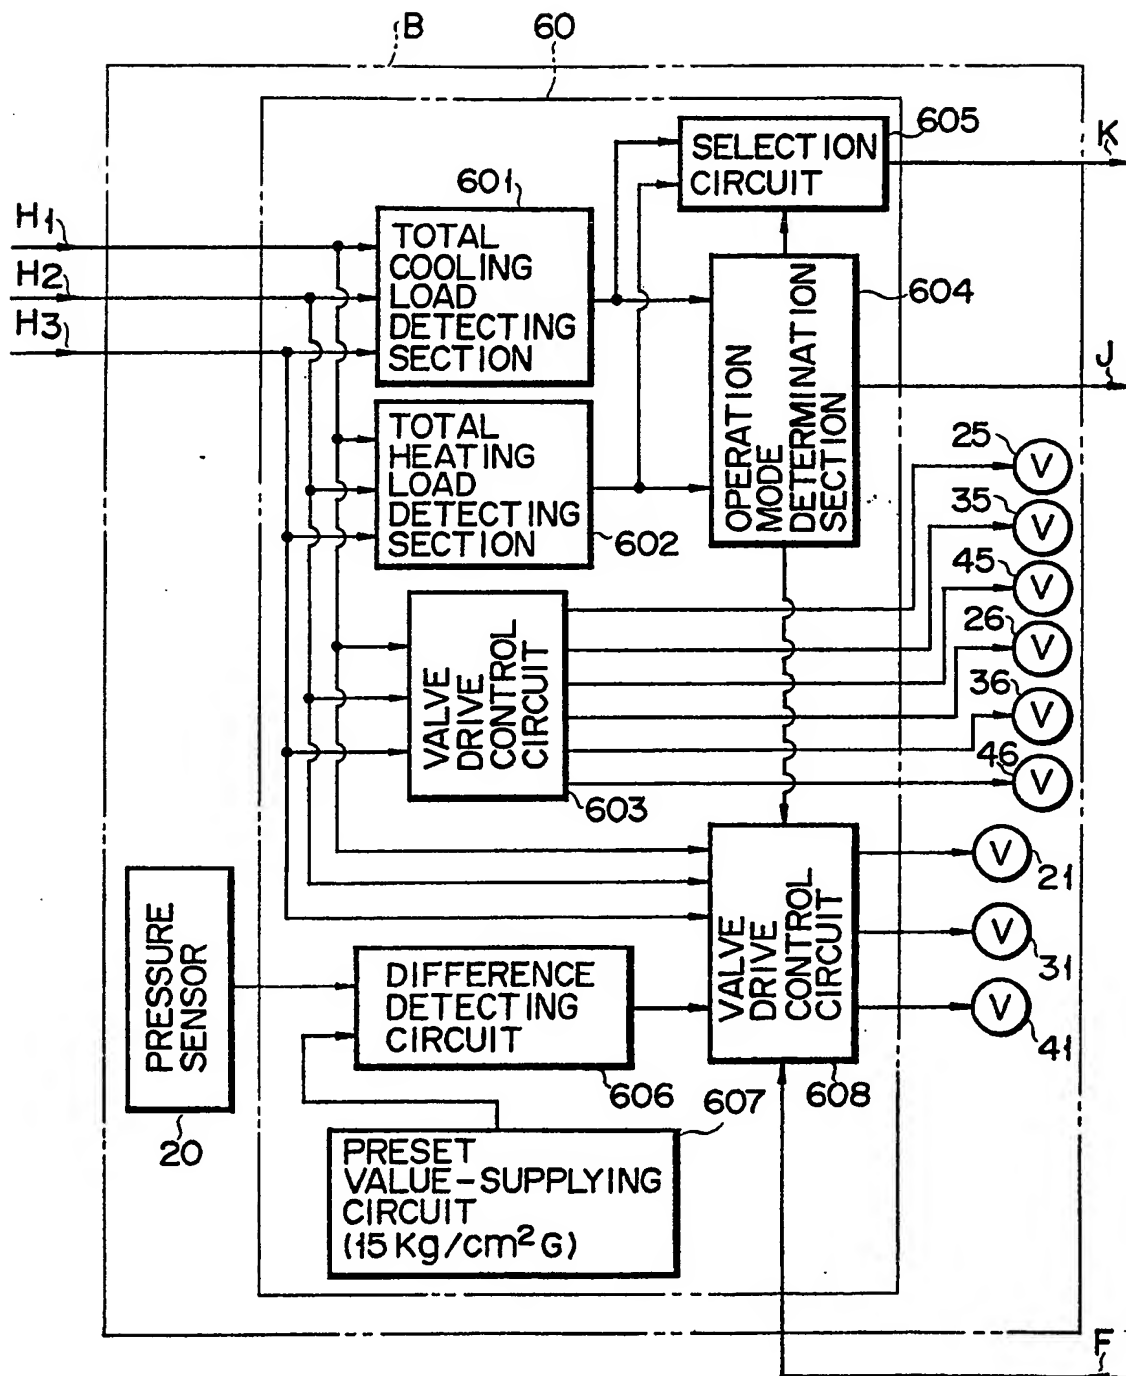 B
60
605
SELECTION
CIRCUIT
K
601
H1
TOTAL
COOLING
LOAD
DETECTING
SECTION
H2
H3
604
OPERATION
MODE
DETERMINATION
SECTION
J
TOTAL
HEATING
LOAD
DETECTING
SECTION
602
25
V
35
V
45
V
26
V
36
V
46
V
VALVE
DRIVE
CONTROL
CIRCUIT
603
VALVE
DRIVE
CONTROL
CIRCUIT
608
V
21
V
31
V
41
PRESSURE
SENSOR
20
DIFFERENCE
DETECTING
CIRCUIT
606
607
PRESET
VALUE-SUPPLYING
CIRCUIT
(15Kg/cm²G)
F